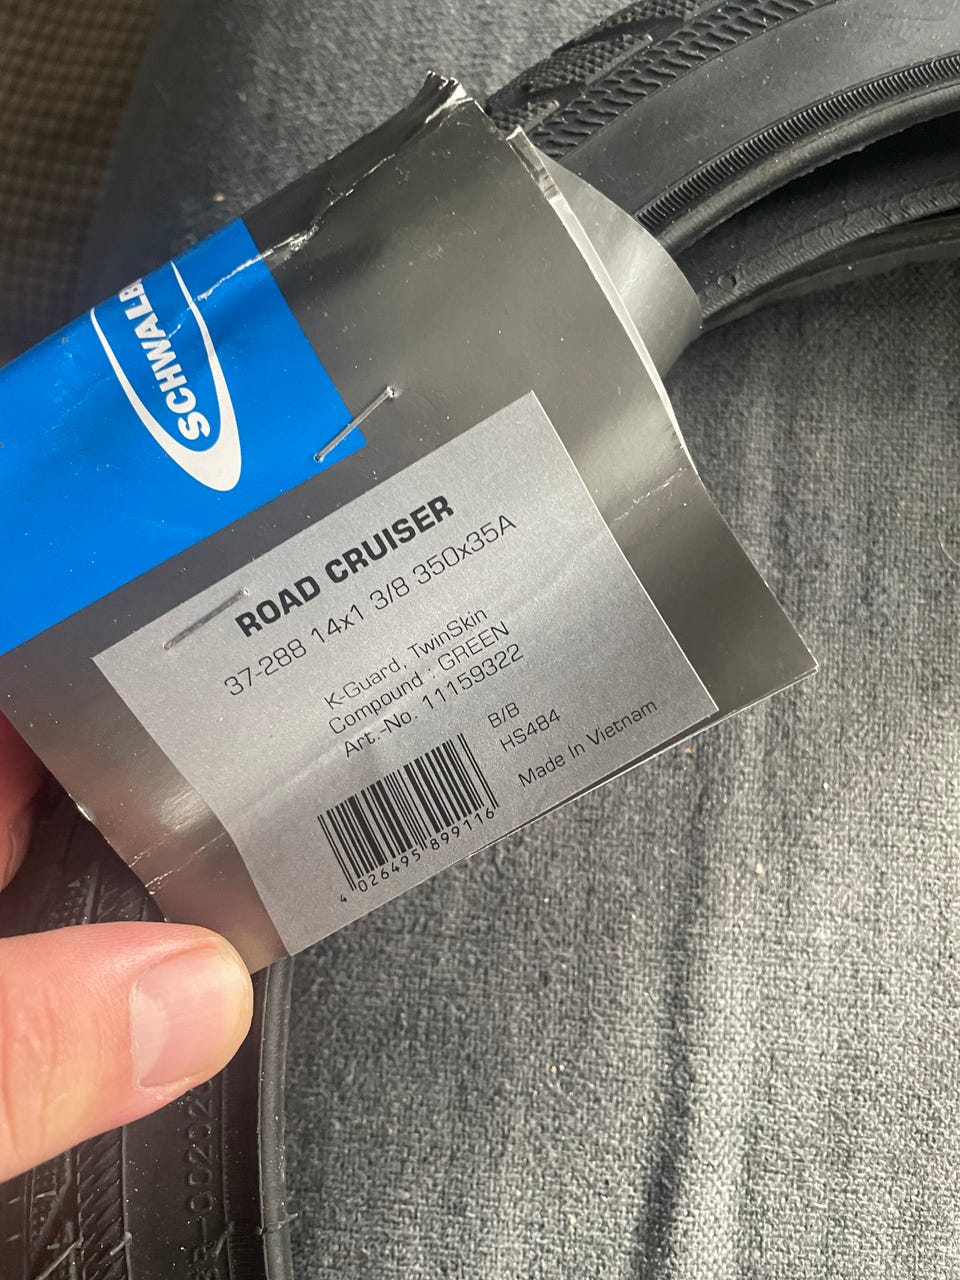 SCHWALBE
ROAD CRUISER
37-288 14x1 3/8 350x35A
K-Guard, TwinSkin
Compound : GREEN
Art.-No. 11159322
B/B
HS484
Made In Vietnam
4 026495 899116